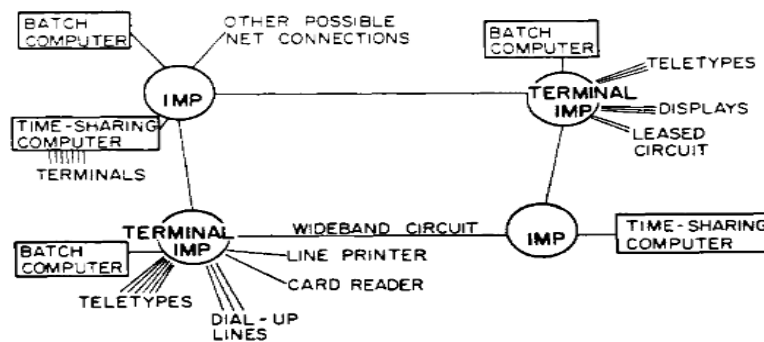 BATCH
COMPUTER
OTHER POSSIBLE
NET CONNECTIONS
IMP
TIME-SHARING
COMPUTER
TERMINALS
BATCH
COMPUTER
TELETYPES
TERMINAL
IMP
DISPLAYS
LEASED
CIRCUIT
TERMINAL
IMP
WIDEBAND CIRCUIT
BATCH
COMPUTER
LINE PRINTER
CARD READER
TELETYPES
DIAL-UP
LINES
IMP
TIME-SHARING
COMPUTER